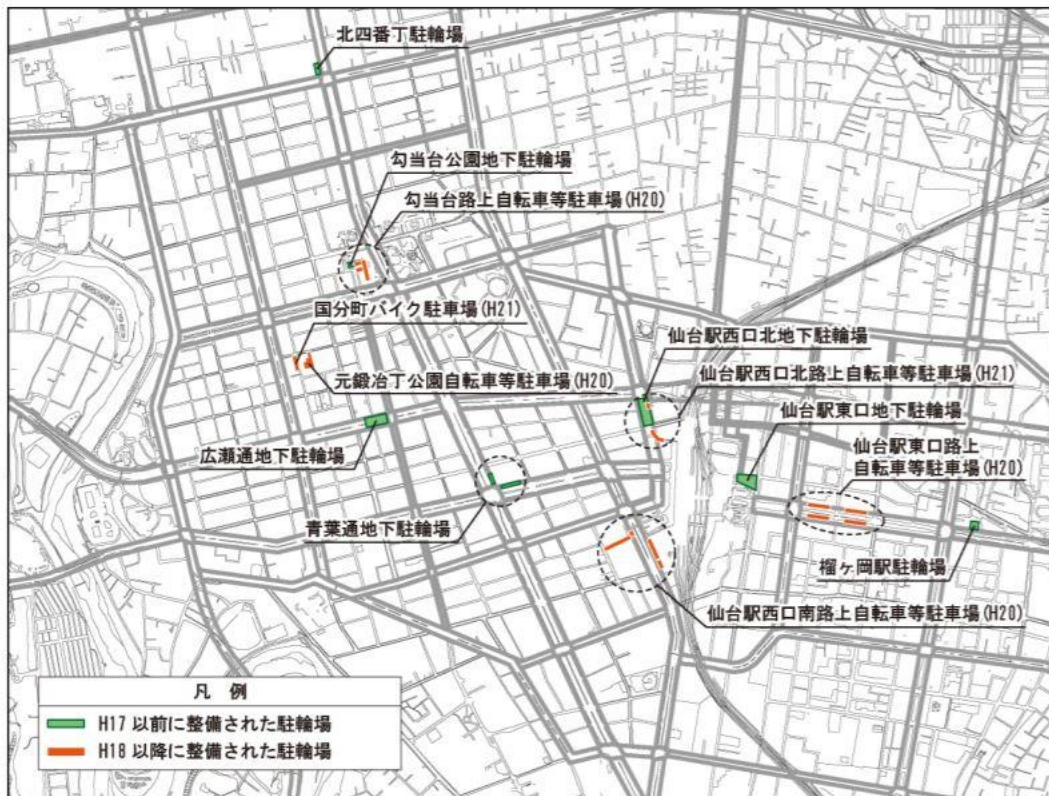 北四番丁駐輪場
勾当台公園地下駐輪場
勾当台路上自転車等駐車場(H20)
国分町バイク駐車場(H21)
元鍛冶丁公園自転車等駐車場(H20)
仙台駅西口北地下駐輪場
仙台駅西口北路上自転車等駐車場(H21)
仙台駅東口地下駐輪場
仙台駅東口路上
自転車等駐車場(H20)
広瀬通地下駐輪場
青葉通地下駐輪場
榴ヶ岡駅駐輪場
仙台駅西口南路上自転車等駐車場(H20)
凡 例
H17 以前に整備された駐輪場
H18 以降に整備された駐輪場